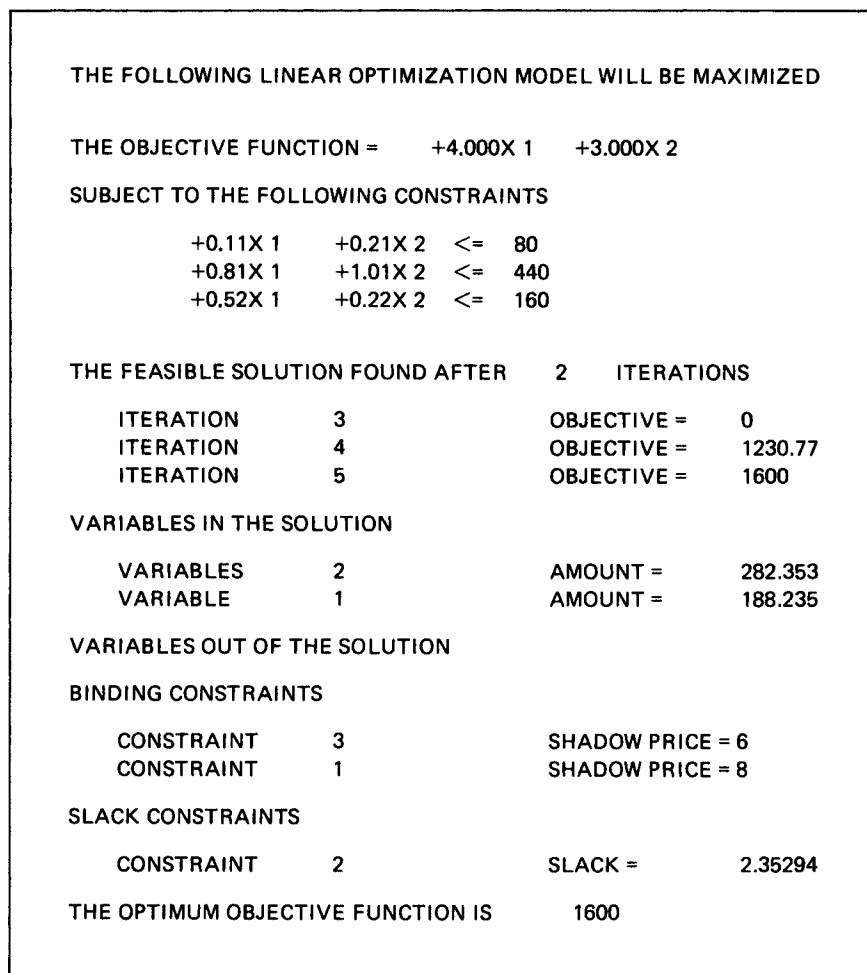 THE FOLLOWING LINEAR OPTIMIZATION MODEL WILL BE MAXIMIZED
THE OBJECTIVE FUNCTION = +4.000X 1 +3.000X 2
SUBJECT TO THE FOLLOWING CONSTRAINTS
+0.11X 1 +0.21X 2 <= 80
+0.81X 1 +1.01X 2 <= 440
+0.52X 1 +0.22X 2 <= 160
THE FEASIBLE SOLUTION FOUND AFTER 2 ITERATIONS
ITERATION 3 OBJECTIVE = 0
ITERATION 4 OBJECTIVE = 1230.77
ITERATION 5 OBJECTIVE = 1600
VARIABLES IN THE SOLUTION
VARIABLES 2 AMOUNT = 282.353
VARIABLE 1 AMOUNT = 188.235
VARIABLES OUT OF THE SOLUTION
BINDING CONSTRAINTS
CONSTRAINT 3 SHADOW PRICE = 6
CONSTRAINT 1 SHADOW PRICE = 8
SLACK CONSTRAINTS
CONSTRAINT 2 SLACK = 2.35294
THE OPTIMUM OBJECTIVE FUNCTION IS 1600